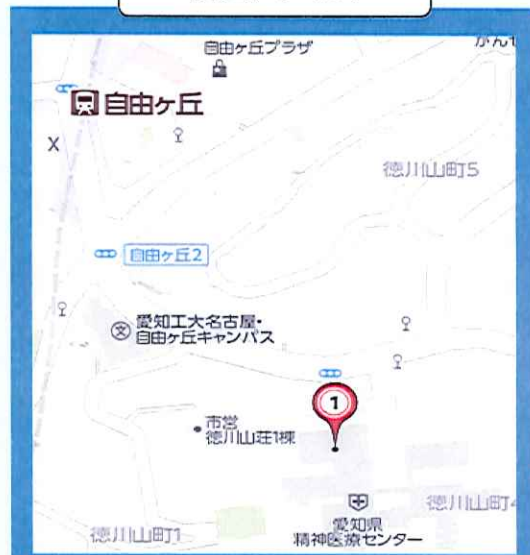 自由ヶ丘プラザ
自由ヶ丘
徳川山町5
自由ヶ丘2
愛知工大名古屋・
自由ヶ丘キャンパス
1
市営
徳川山荘1棟
徳川山町4
愛知県
精神医療センター
徳川山町1